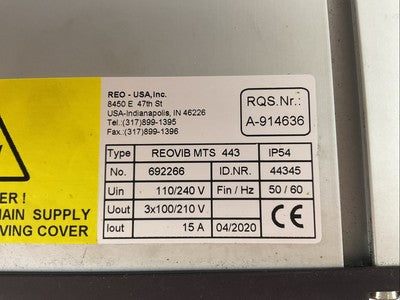 REO - USA,Inc.
8450 E 47th St
USA-Indianapolis, IN 46226
Tel.:(317)899-1395
Fax.:(317)899-1396
RQS.Nr.:
A-914636
Type REOVIB MTS 443 IP54
No. 692266 ID.NR. 44345
Uin 110/240 V Fin / Hz 50 / 60
Uout 3x100/210 V
Iout 15 A 04/2020 CE
ER !
AIN SUPPLY
VING COVER